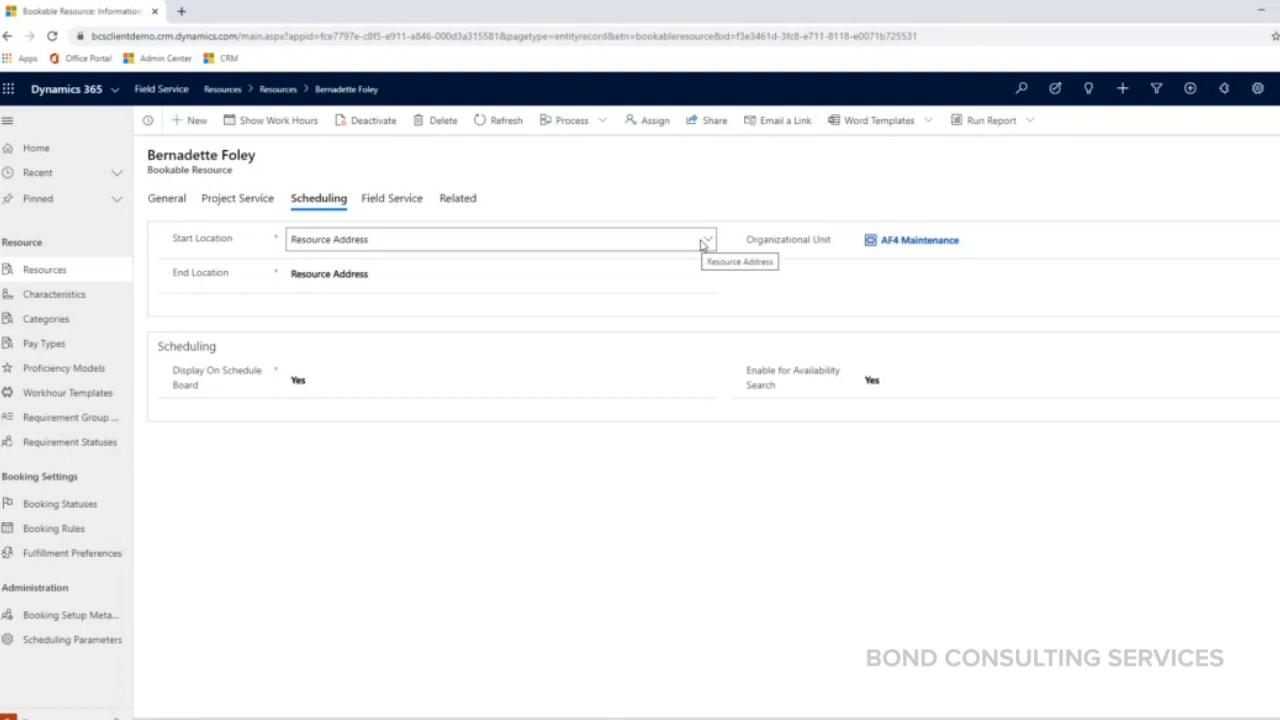 Bookable Resource: Information
bcsclientdemo.crm.dynamics.com/main.aspx?appid=fce7797e-c8f5-e911-a846-000d3a315581&pagetype=entityrecord&etn=bookableresource&id=f3e3461d-3fc8-e711-8118-e0071b725531
Apps Office Portal Admin Center CRM
Dynamics 365 Field Service Resources > Resources > Bernadette Foley
New Show Work Hours Deactivate Delete Refresh Process Assign Share Email a Link Word Templates Run Report
Home
Recent
Pinned
Resource
Resources
Characteristics
Categories
Pay Types
Proficiency Models
Workhour Templates
Requirement Group ...
Requirement Statuses
Booking Settings
Booking Statuses
Booking Rules
Fulfillment Preferences
Administration
Booking Setup Meta...
Scheduling Parameters
Bernadette Foley
Bookable Resource
General Project Service Scheduling Field Service Related
Start Location * Resource Address
Organizational Unit AF4 Maintenance
Resource Address
End Location * Resource Address
Scheduling
Display On Schedule Board * Yes
Enable for Availability Search Yes
BOND CONSULTING SERVICES